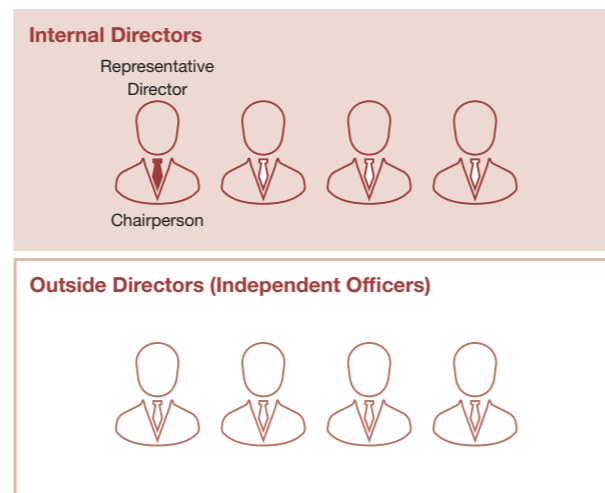 Internal Directors
Representative
Director
Chairperson
Outside Directors (Independent Officers)